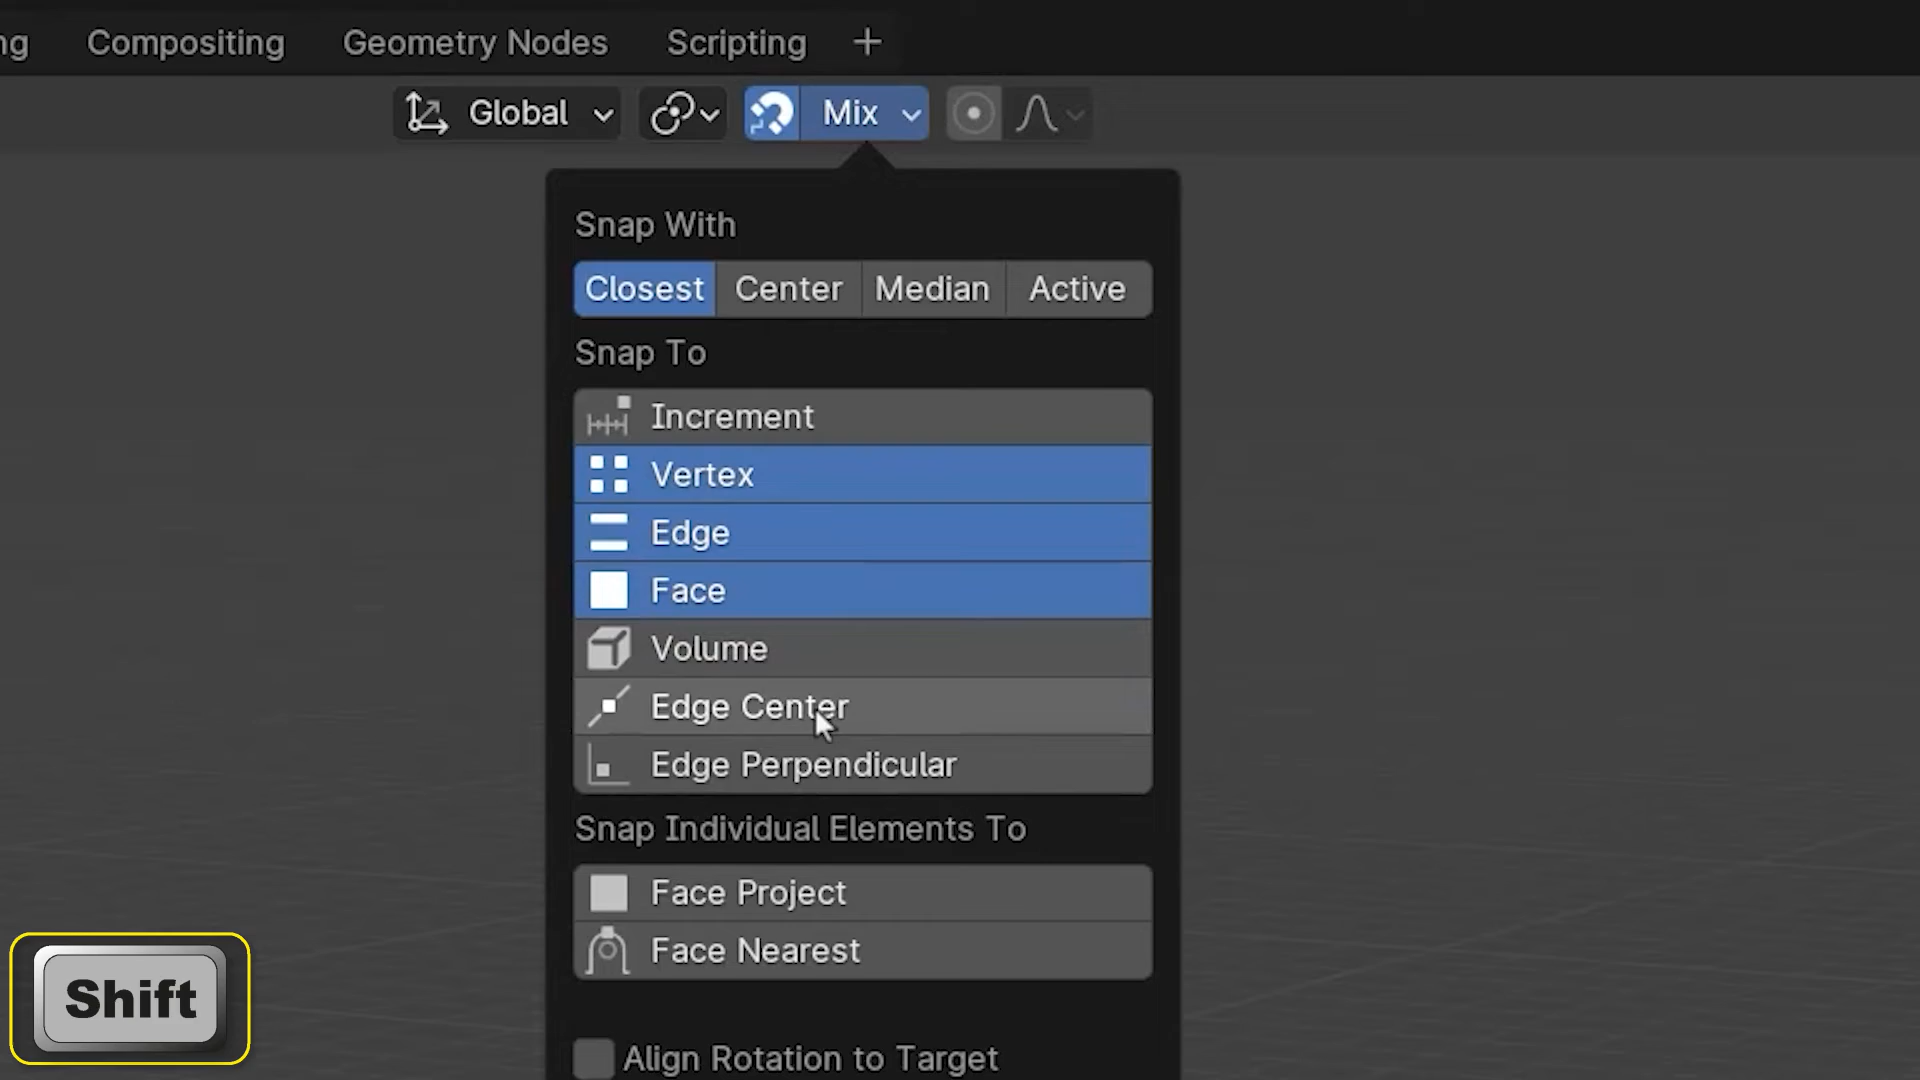 ng Compositing Geometry Nodes Scripting +
Global Mix
Snap With
Closest Center Median Active
Snap To
Increment
Vertex
Edge
Face
Volume
Edge Center
Edge Perpendicular
Snap Individual Elements To
Face Project
Face Nearest
Shift
Align Rotation to Target